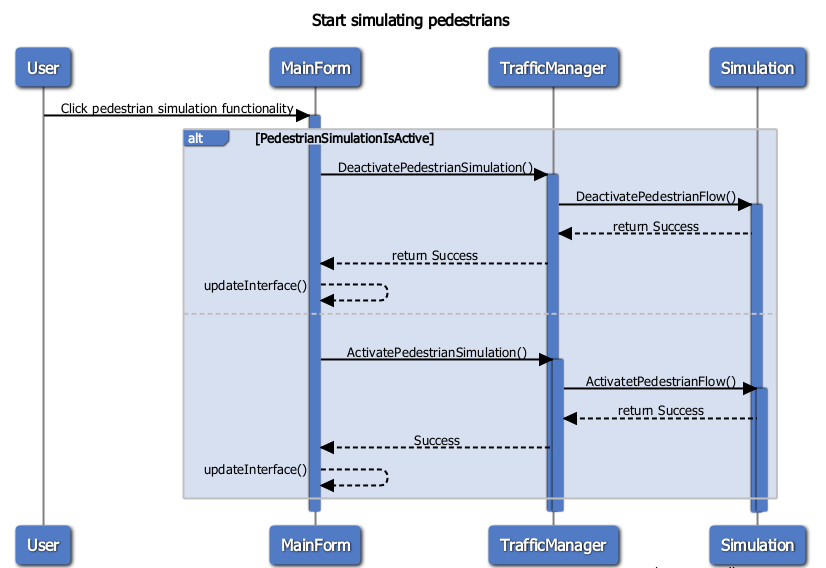 Start simulating pedestrians
User MainForm TrafficManager Simulation
Click pedestrian simulation functionality
alt [PedestrianSimulationIsActive]
DeactivatePedestrianSimulation()
DeactivatePedestrianFlow()
return Success
return Success
updateInterface()
ActivatePedestrianSimulation()
ActivatetPedestrianFlow()
return Success
Success
updateInterface()
User MainForm TrafficManager Simulation